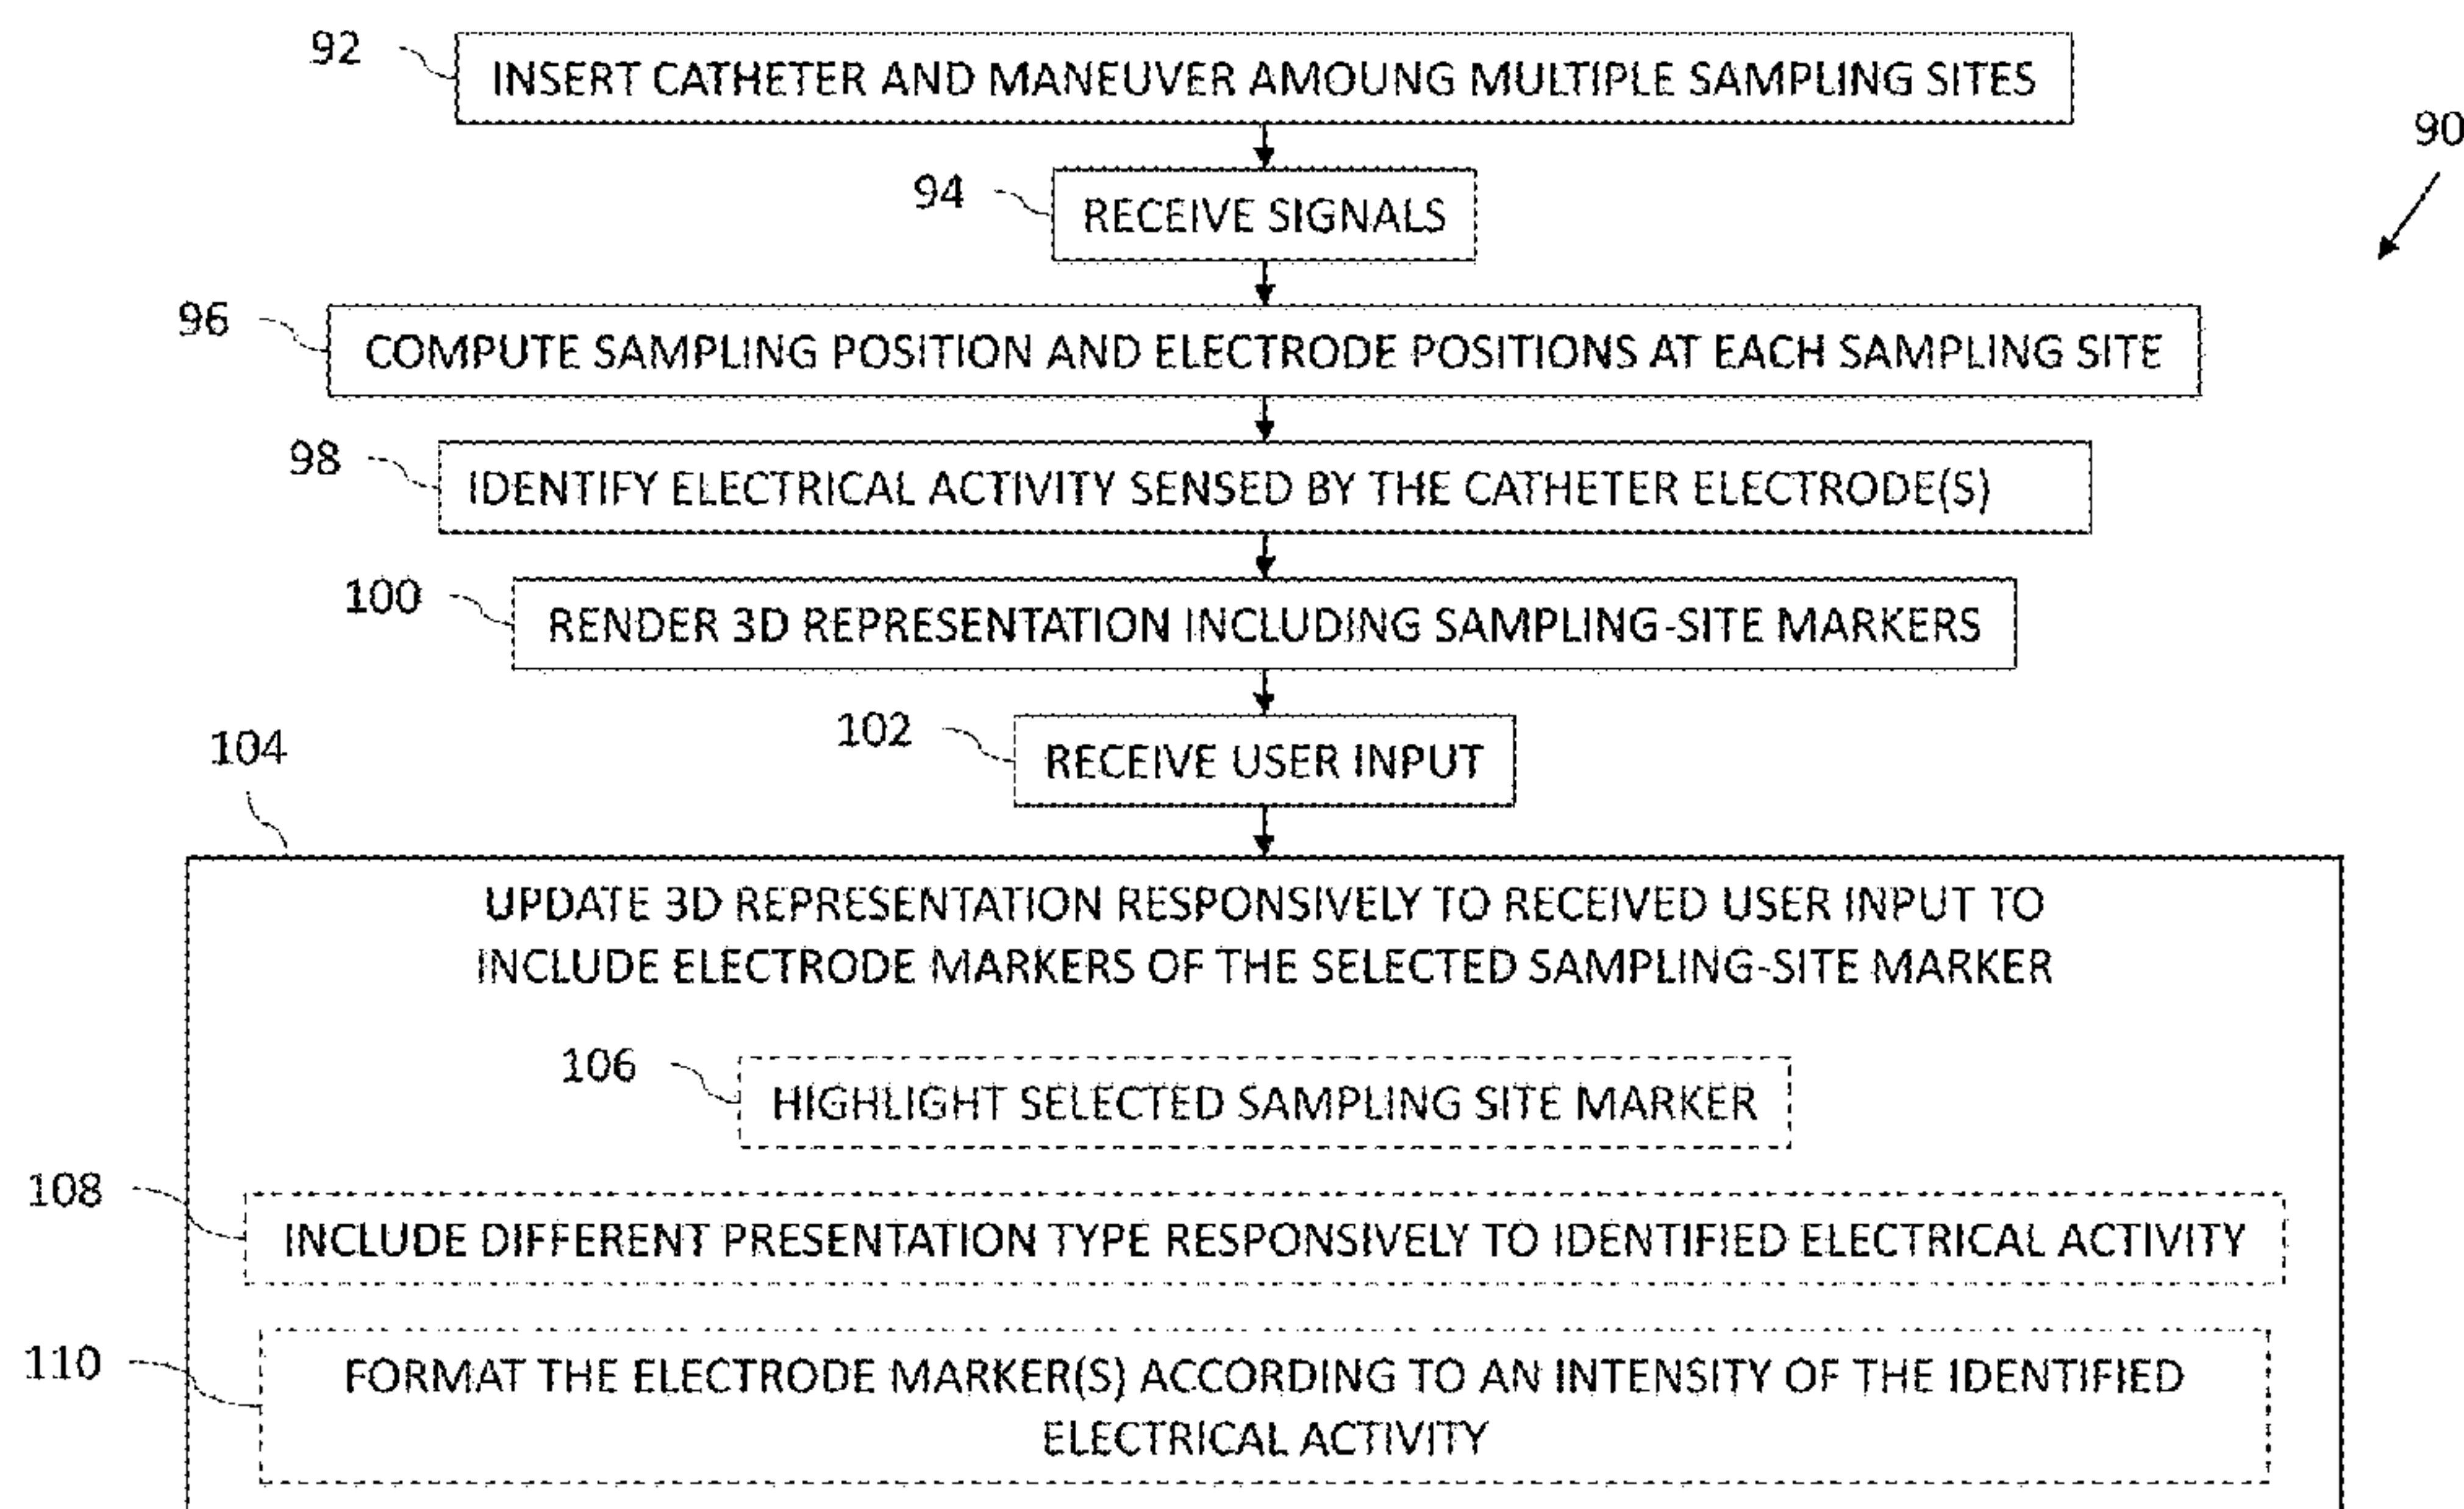 92
INSERT CATHETER AND MANEUVER AMOUNG MULTIPLE SAMPLING SITES
90
94
RECEIVE SIGNALS
96
COMPUTE SAMPLING POSITION AND ELECTRODE POSITIONS AT EACH SAMPLING SITE
98
IDENTIFY ELECTRICAL ACTIVITY SENSED BY THE CATHETER ELECTRODE(S)
100
RENDER 3D REPRESENTATION INCLUDING SAMPLING-SITE MARKERS
102
RECEIVE USER INPUT
104
UPDATE 3D REPRESENTATION RESPONSIVELY TO RECEIVED USER INPUT TO
INCLUDE ELECTRODE MARKERS OF THE SELECTED SAMPLING-SITE MARKER
106
HIGHLIGHT SELECTED SAMPLING SITE MARKER
108
INCLUDE DIFFERENT PRESENTATION TYPE RESPONSIVELY TO IDENTIFIED ELECTRICAL ACTIVITY
110
FORMAT THE ELECTRODE MARKER(S) ACCORDING TO AN INTENSITY OF THE IDENTIFIED
ELECTRICAL ACTIVITY